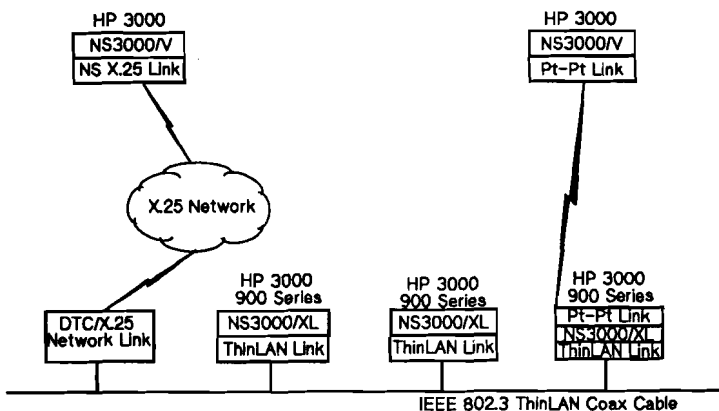 HP 3000
NS3000/V
NS X.25 Link
HP 3000
NS3000/V
Pt-Pt Link
X.25 Network
DTC/X.25
Network Link
HP 3000
900 Series
NS3000/XL
ThinLAN Link
HP 3000
900 Series
NS3000/XL
ThinLAN Link
HP 3000
900 Series
Pt-Pt Link
NS3000/XL
ThinLAN Link
IEEE 802.3 ThinLAN Coax Cable